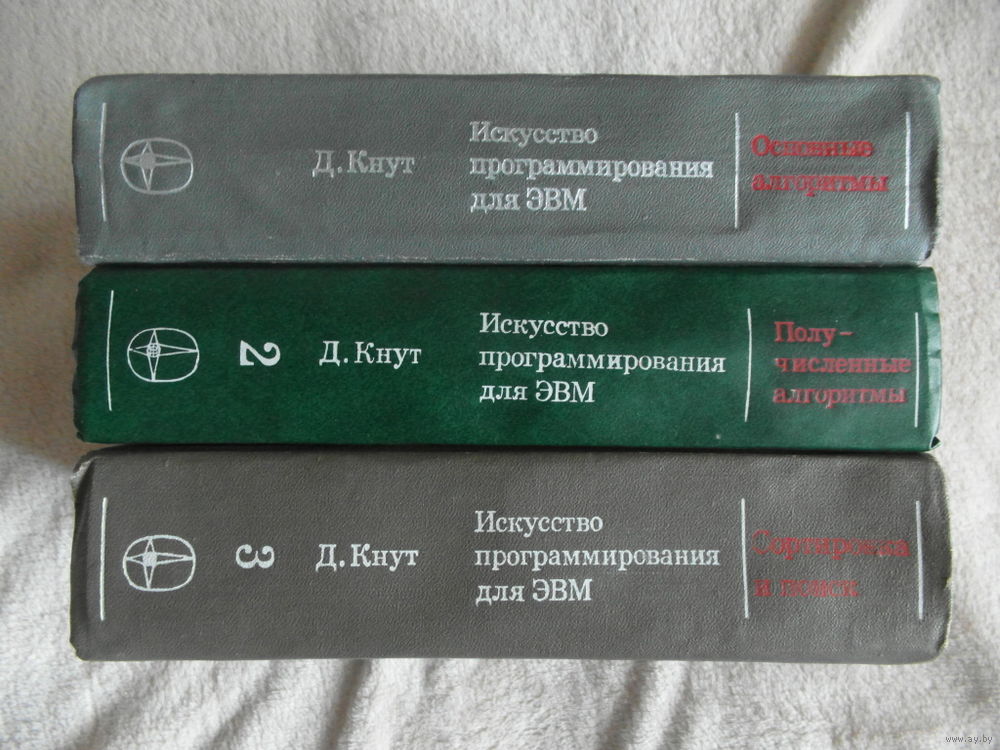 Д. Кнут
Искусство
программирования
для ЭВМ
Основные
алгоритмы
2
Д. Кнут
Искусство
программирования
для ЭВМ
Полу-
численные
алгоритмы
3
Д. Кнут
Искусство
программирования
для ЭВМ
Сортировка
и поиск
www.ay.by